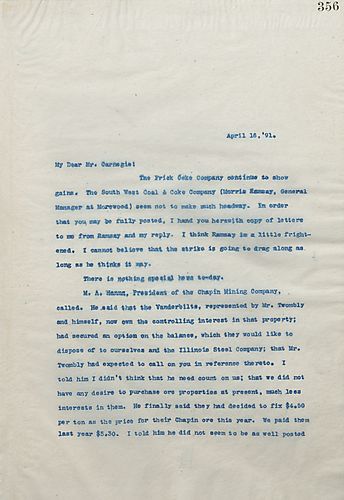 356
April 18, '91.
My Dear Mr. Carnegie:
The Frick Coke Company continue to show
gains. The South West Coal & Coke Company (Morris Ramsay, General
Manager at Morewood) seem not to make much headway. In order
that you may be fully posted, I hand you herewith copy of letters
to me from Ramsay and my reply. I think Ramsay is a little fright-
ened. I cannot believe that the strike is going to drag along as
long as he thinks it may.
There is nothing special here to-day.
M. A. Hanna, President of the Chapin Mining Company,
called. He said that the Vanderbilts, represented by Mr. Twombly
and himself, now own the controlling interest in that property;
had secured an option on the balance, which they would like to
dispose of to ourselves and the Illinois Steel Company; that Mr.
Twombly had expected to call on you in reference thereto. I
told him I didn't think that he need count on us; that we did not
have any desire to purchase ore properties at present, much less
interests in them. He finally said they had decided to fix $4.50
per ton as the price for their Chapin ore this year. We paid them
last year $5.30. I told him he did not seem to be as well posted